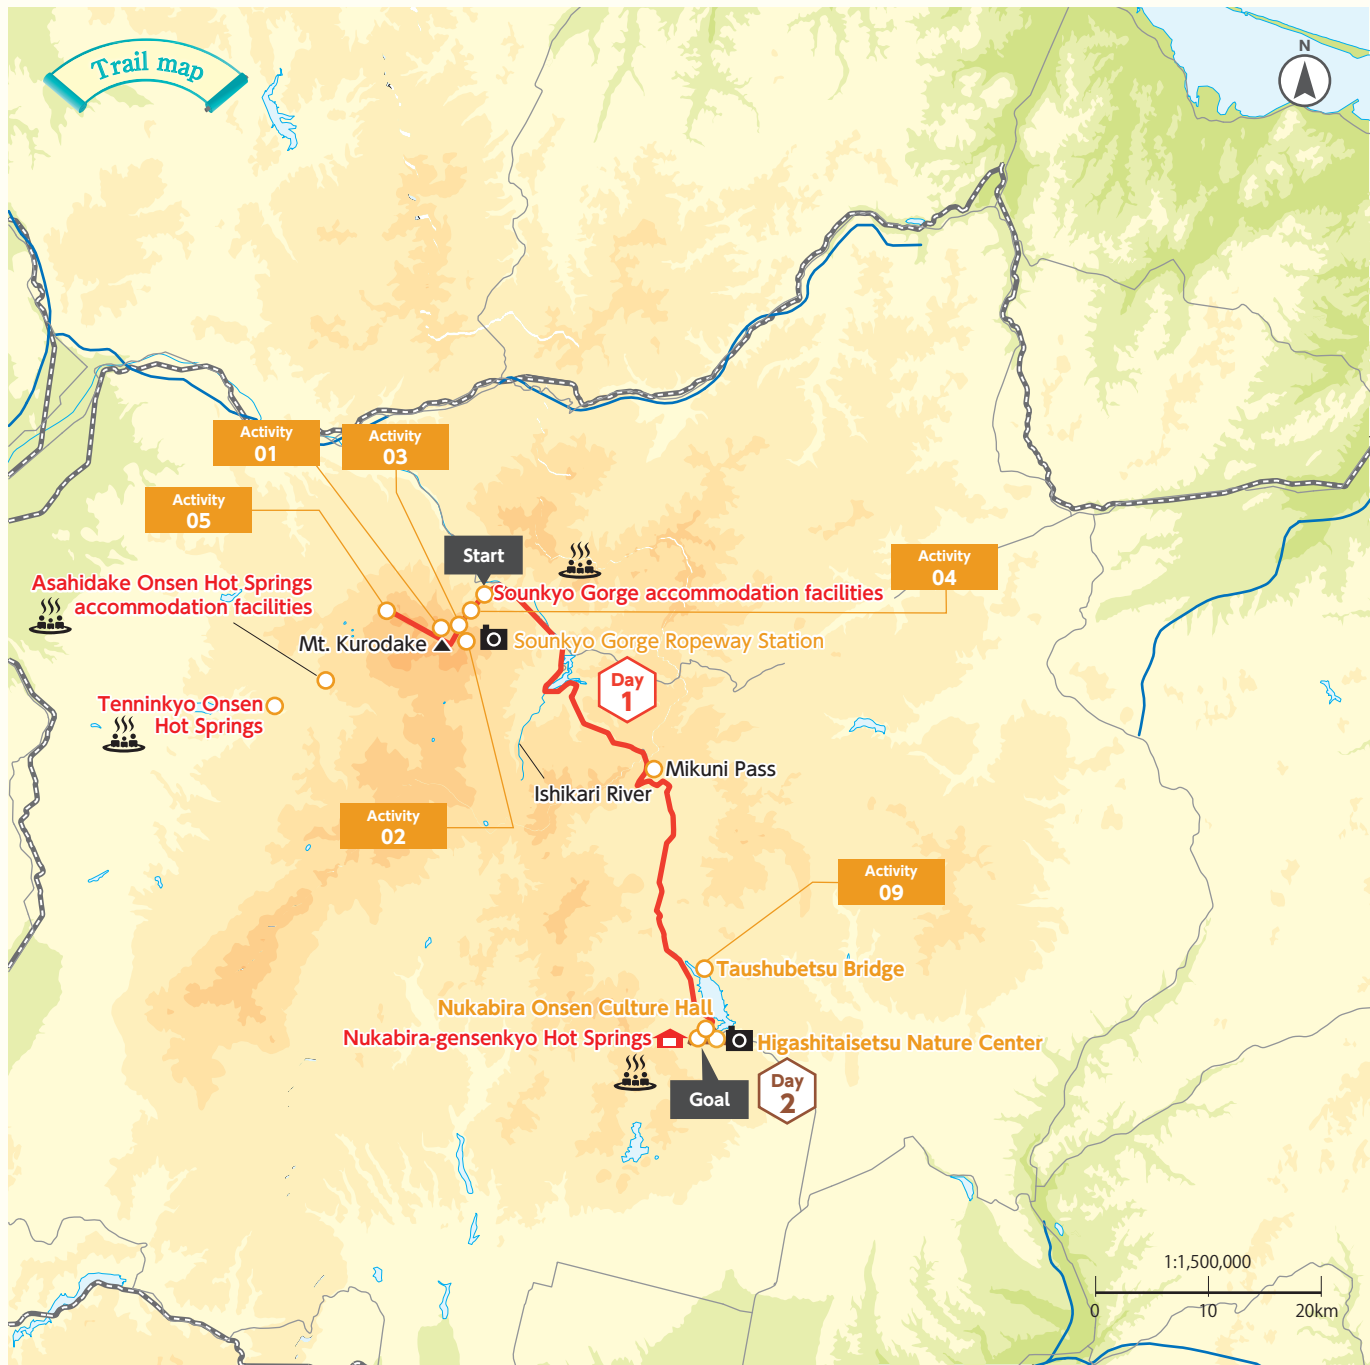 Trail map
N
Activity
01
Activity
03
Activity
05
Start
Activity
04
Asahidake Onsen Hot Springs
accommodation facilities
Sounkyo Gorge accommodation facilities
Mt. Kurodake
Sounkyo Gorge Ropeway Station
Day
1
Tenninkyo Onsen
Hot Springs
Mikuni Pass
Ishikari River
Activity
02
Activity
09
Taushubetsu Bridge
Nukabira Onsen Culture Hall
Nukabira-gensenkyo Hot Springs
Higashitaisetsu Nature Center
Goal
Day
2
1:1,500,000
0 10 20km